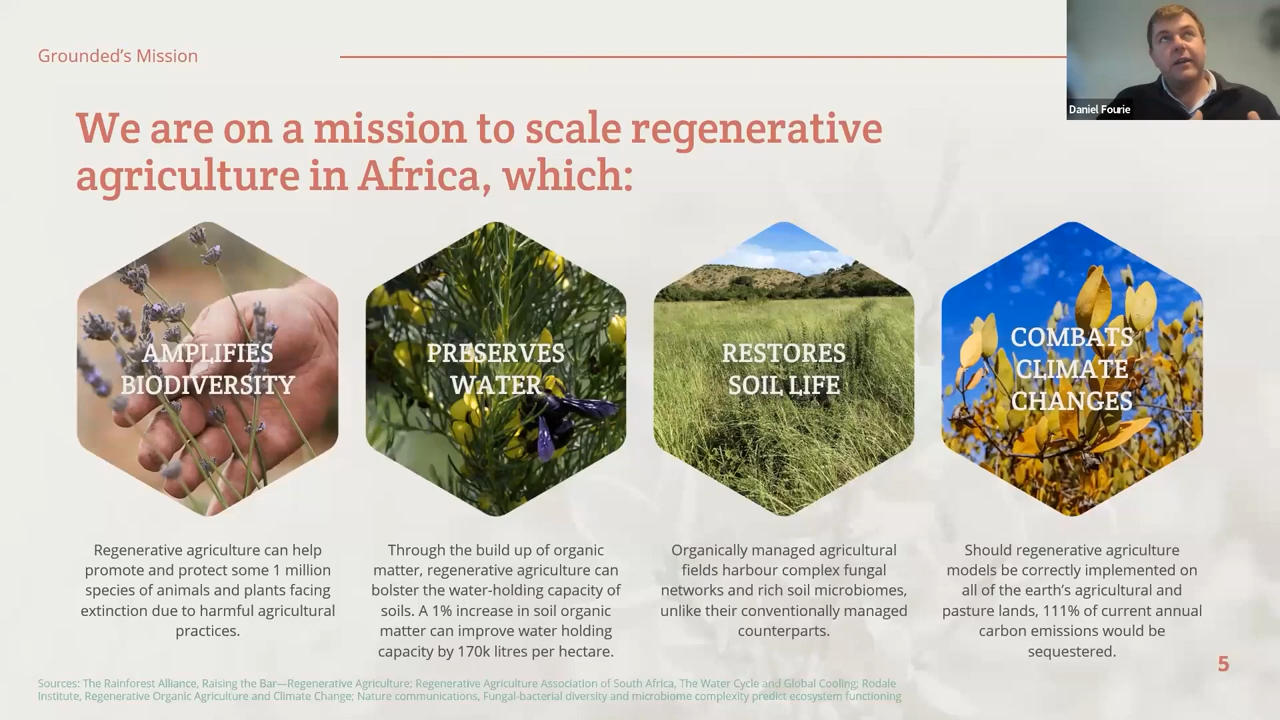 Grounded's Mission
Daniel Fourie
We are on a mission to scale regenerative
agriculture in Africa, which:
AMPLIFIES
BIODIVERSITY
PRESERVES
WATER
RESTORES
SOIL LIFE
COMBATS
CLIMATE
CHANGES
Regenerative agriculture can help
promote and protect some 1 million
species of animals and plants facing
extinction due to harmful agricultural
practices.
Through the build up of organic
matter, regenerative agriculture can
bolster the water-holding capacity of
soils. A 1% increase in soil organic
matter can improve water holding
capacity by 170k litres per hectare.
Organically managed agricultural
fields harbour complex fungal
networks and rich soil microbiomes,
unlike their conventionally managed
counterparts.
Should regenerative agriculture
models be correctly implemented on
all of the earth's agricultural and
pasture lands, 111% of current annual
carbon emissions would be
sequestered.
5
Sources: The Rainforest Alliance, Raising the Bar—Regenerative Agriculture; Regenerative Agriculture Association of South Africa, The Water Cycle and Global Cooling; Rodale
Institute, Regenerative Organic Agriculture and Climate Change; Nature communications, Fungal-bacterial diversity and microbiome complexity predict ecosystem functioning